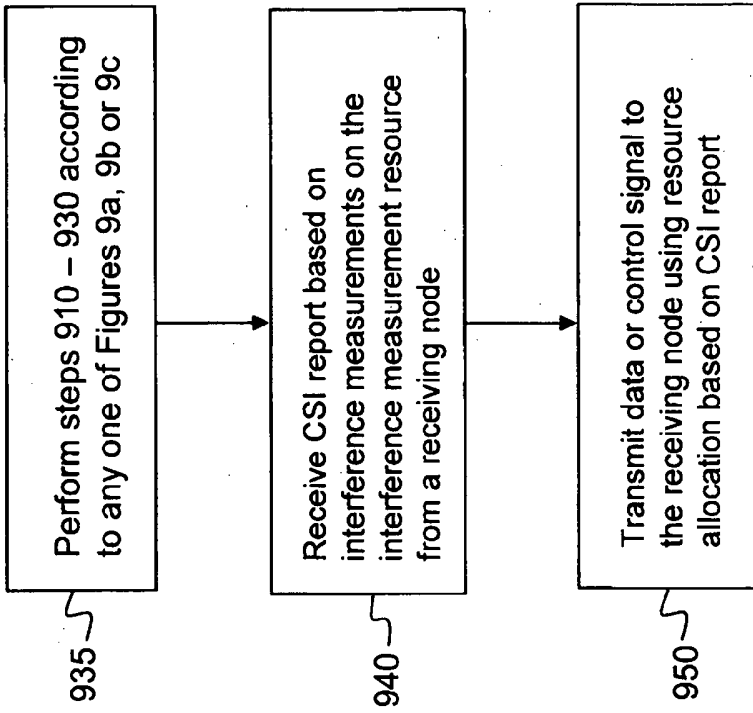 935
Perform steps 910 – 930 according
to any one of Figures 9a, 9b or 9c
940
Receive CSI report based on
interference measurements on the
interference measurement resource
from a receiving node
950
Transmit data or control signal to
the receiving node using resource
allocation based on CSI report